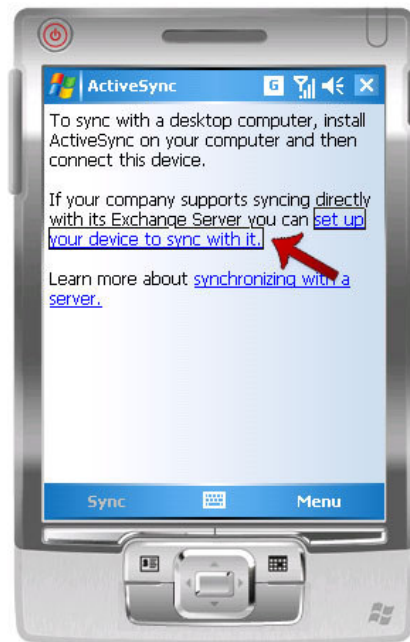 ActiveSync
G
To sync with a desktop computer, install
ActiveSync on your computer and then
connect this device.
If your company supports syncing directly
with its Exchange Server you can set up
your device to sync with it.
Learn more about synchronizing with a
server.
Sync Menu